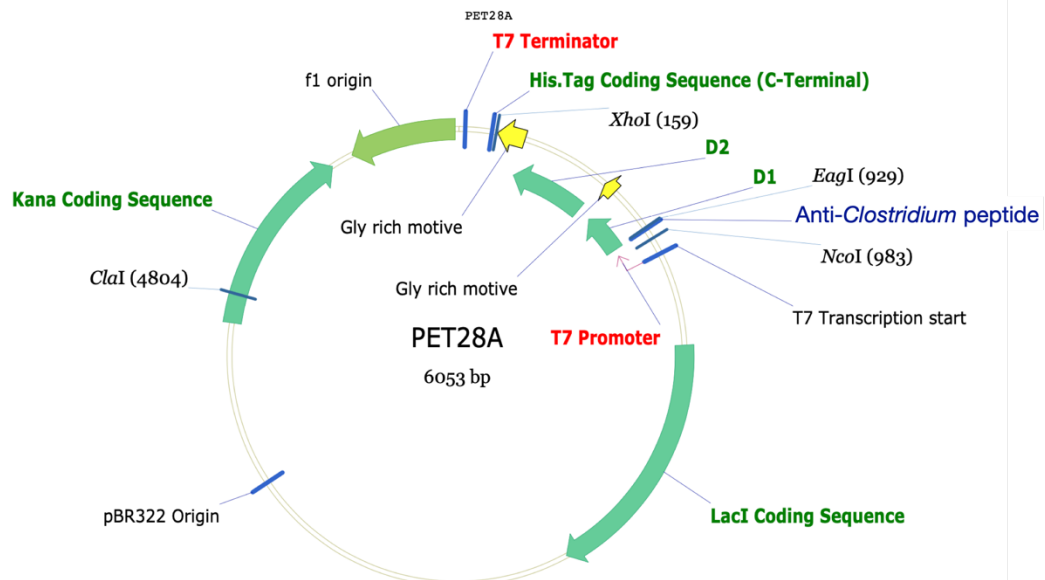 PET28A
T7 Terminator
f1 origin
His.Tag Coding Sequence (C-Terminal)
XhoI (159)
D2
D1
EagI (929)
Kana Coding Sequence
Anti-Clostridium peptide
Gly rich motive
NcoI (983)
ClaI (4804)
Gly rich motive
T7 Transcription start
PET28A
T7 Promoter
6053 bp
pBR322 Origin
LacI Coding Sequence